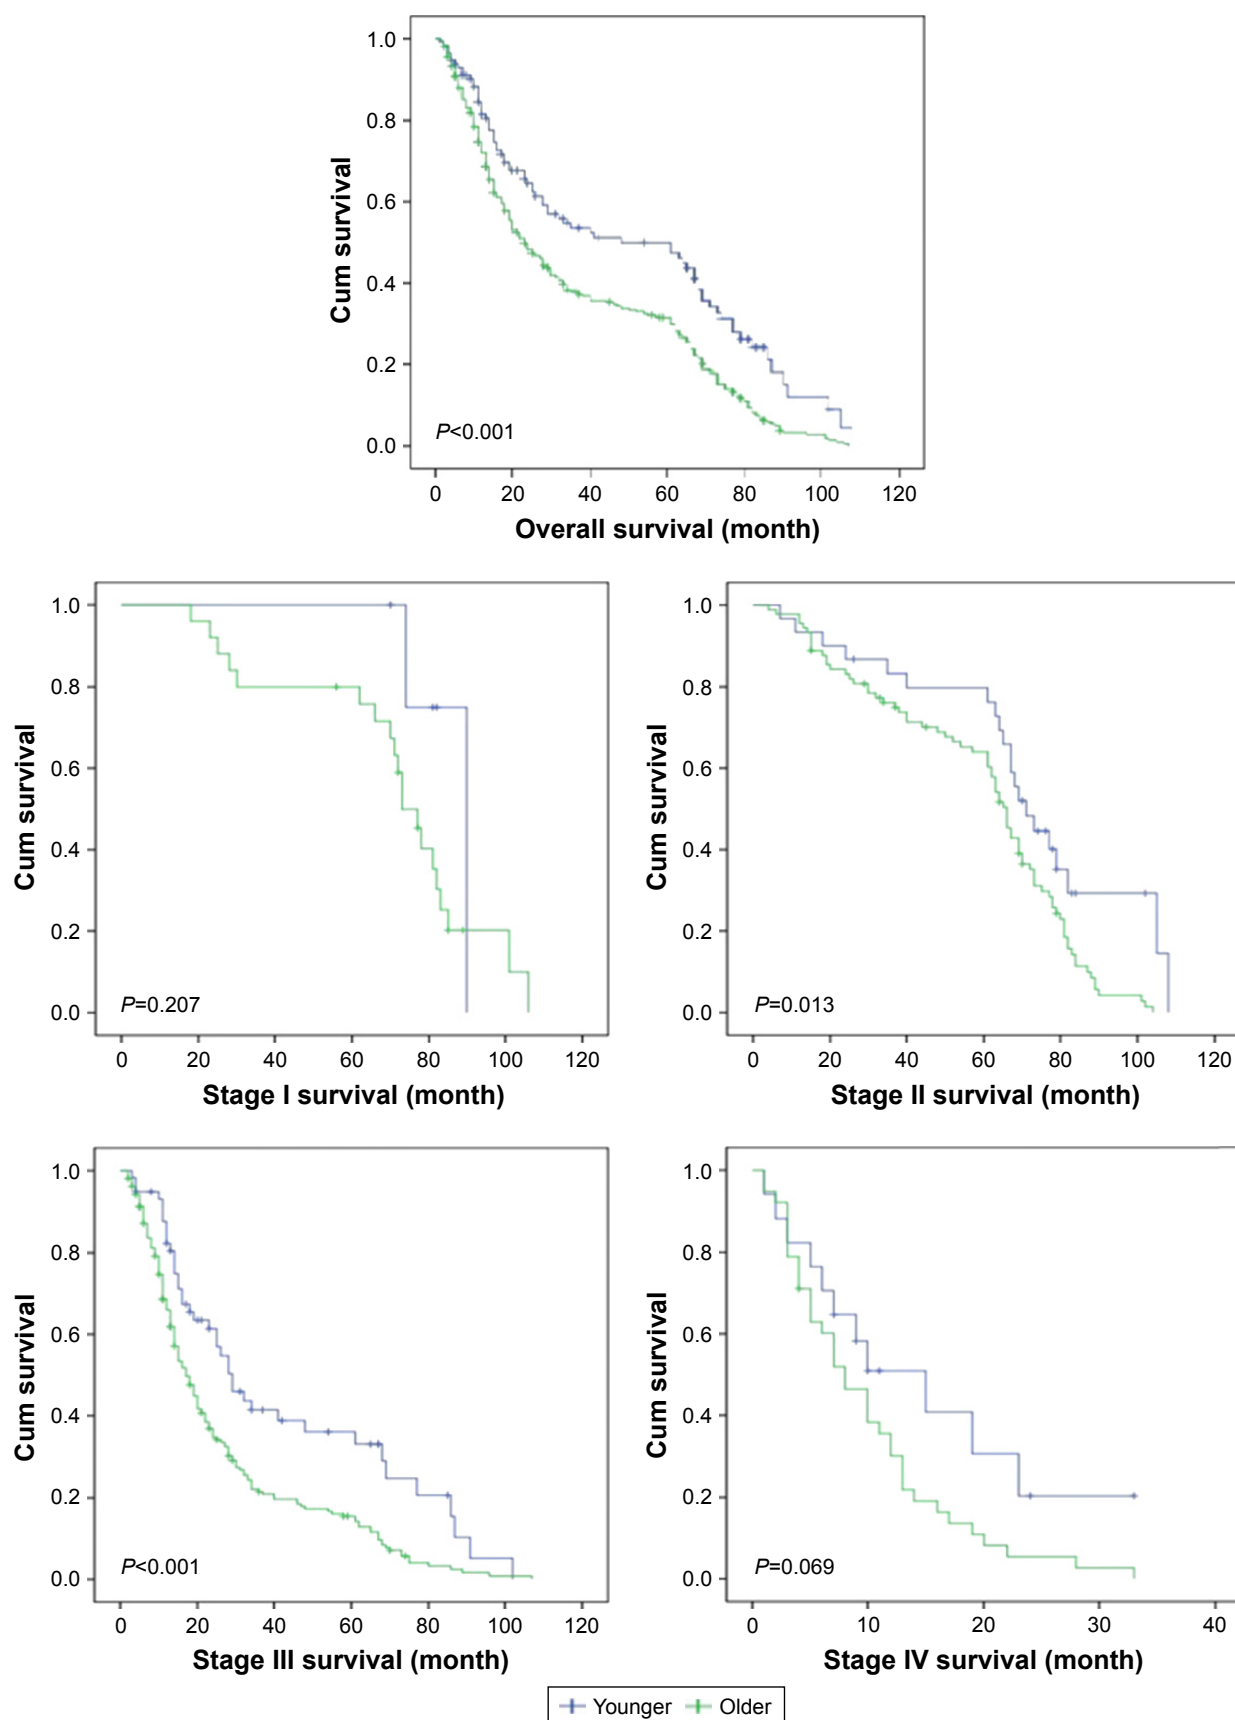 Cum survival
1.0
0.8
0.6
0.4
0.2
0.0
P<0.001
0 20 40 60 80 100 120
Overall survival (month)
Cum survival
1.0
0.8
0.6
0.4
0.2
0.0
P=0.207
0 20 40 60 80 100 120
Stage I survival (month)
Cum survival
1.0
0.8
0.6
0.4
0.2
0.0
P=0.013
0 20 40 60 80 100 120
Stage II survival (month)
Cum survival
1.0
0.8
0.6
0.4
0.2
0.0
P<0.001
0 20 40 60 80 100 120
Stage III survival (month)
Cum survival
1.0
0.8
0.6
0.4
0.2
0.0
P=0.069
0 10 20 30 40
Stage IV survival (month)
Younger Older